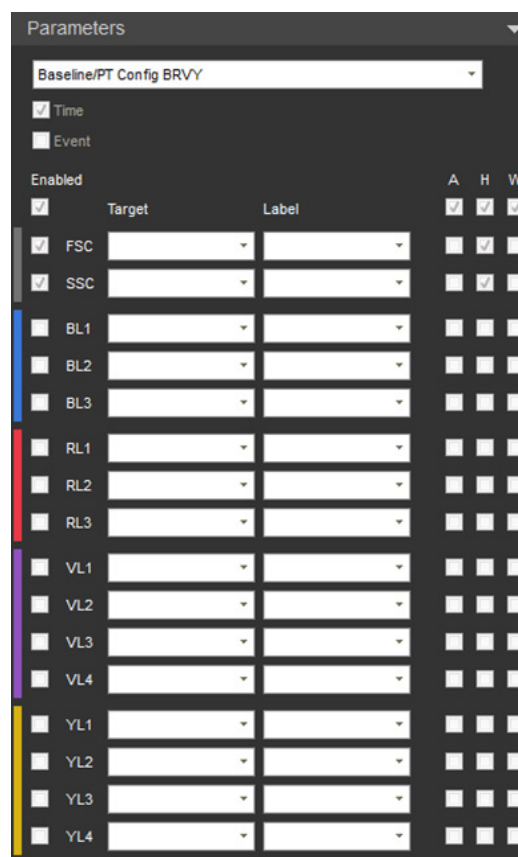 Parameters
Baseline/PT Config BRVY
Time
Event
Enabled A H W
Target Label
FSC
SSC
BL1
BL2
BL3
RL1
RL2
RL3
VL1
VL2
VL3
VL4
YL1
YL2
YL3
YL4